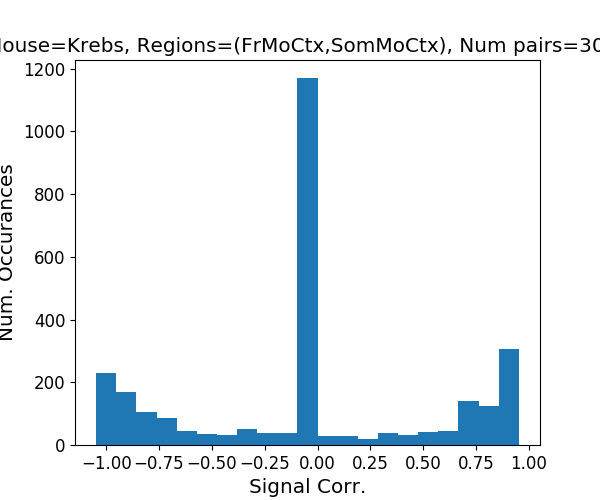 Mouse=Krebs, Regions=(FrMoCtx,SomMoCtx), Num pairs=30
1200
1000
800
600
400
200
0
Num. Occurances
−1.00 −0.75 −0.50 −0.25 0.00 0.25 0.50 0.75 1.00
Signal Corr.